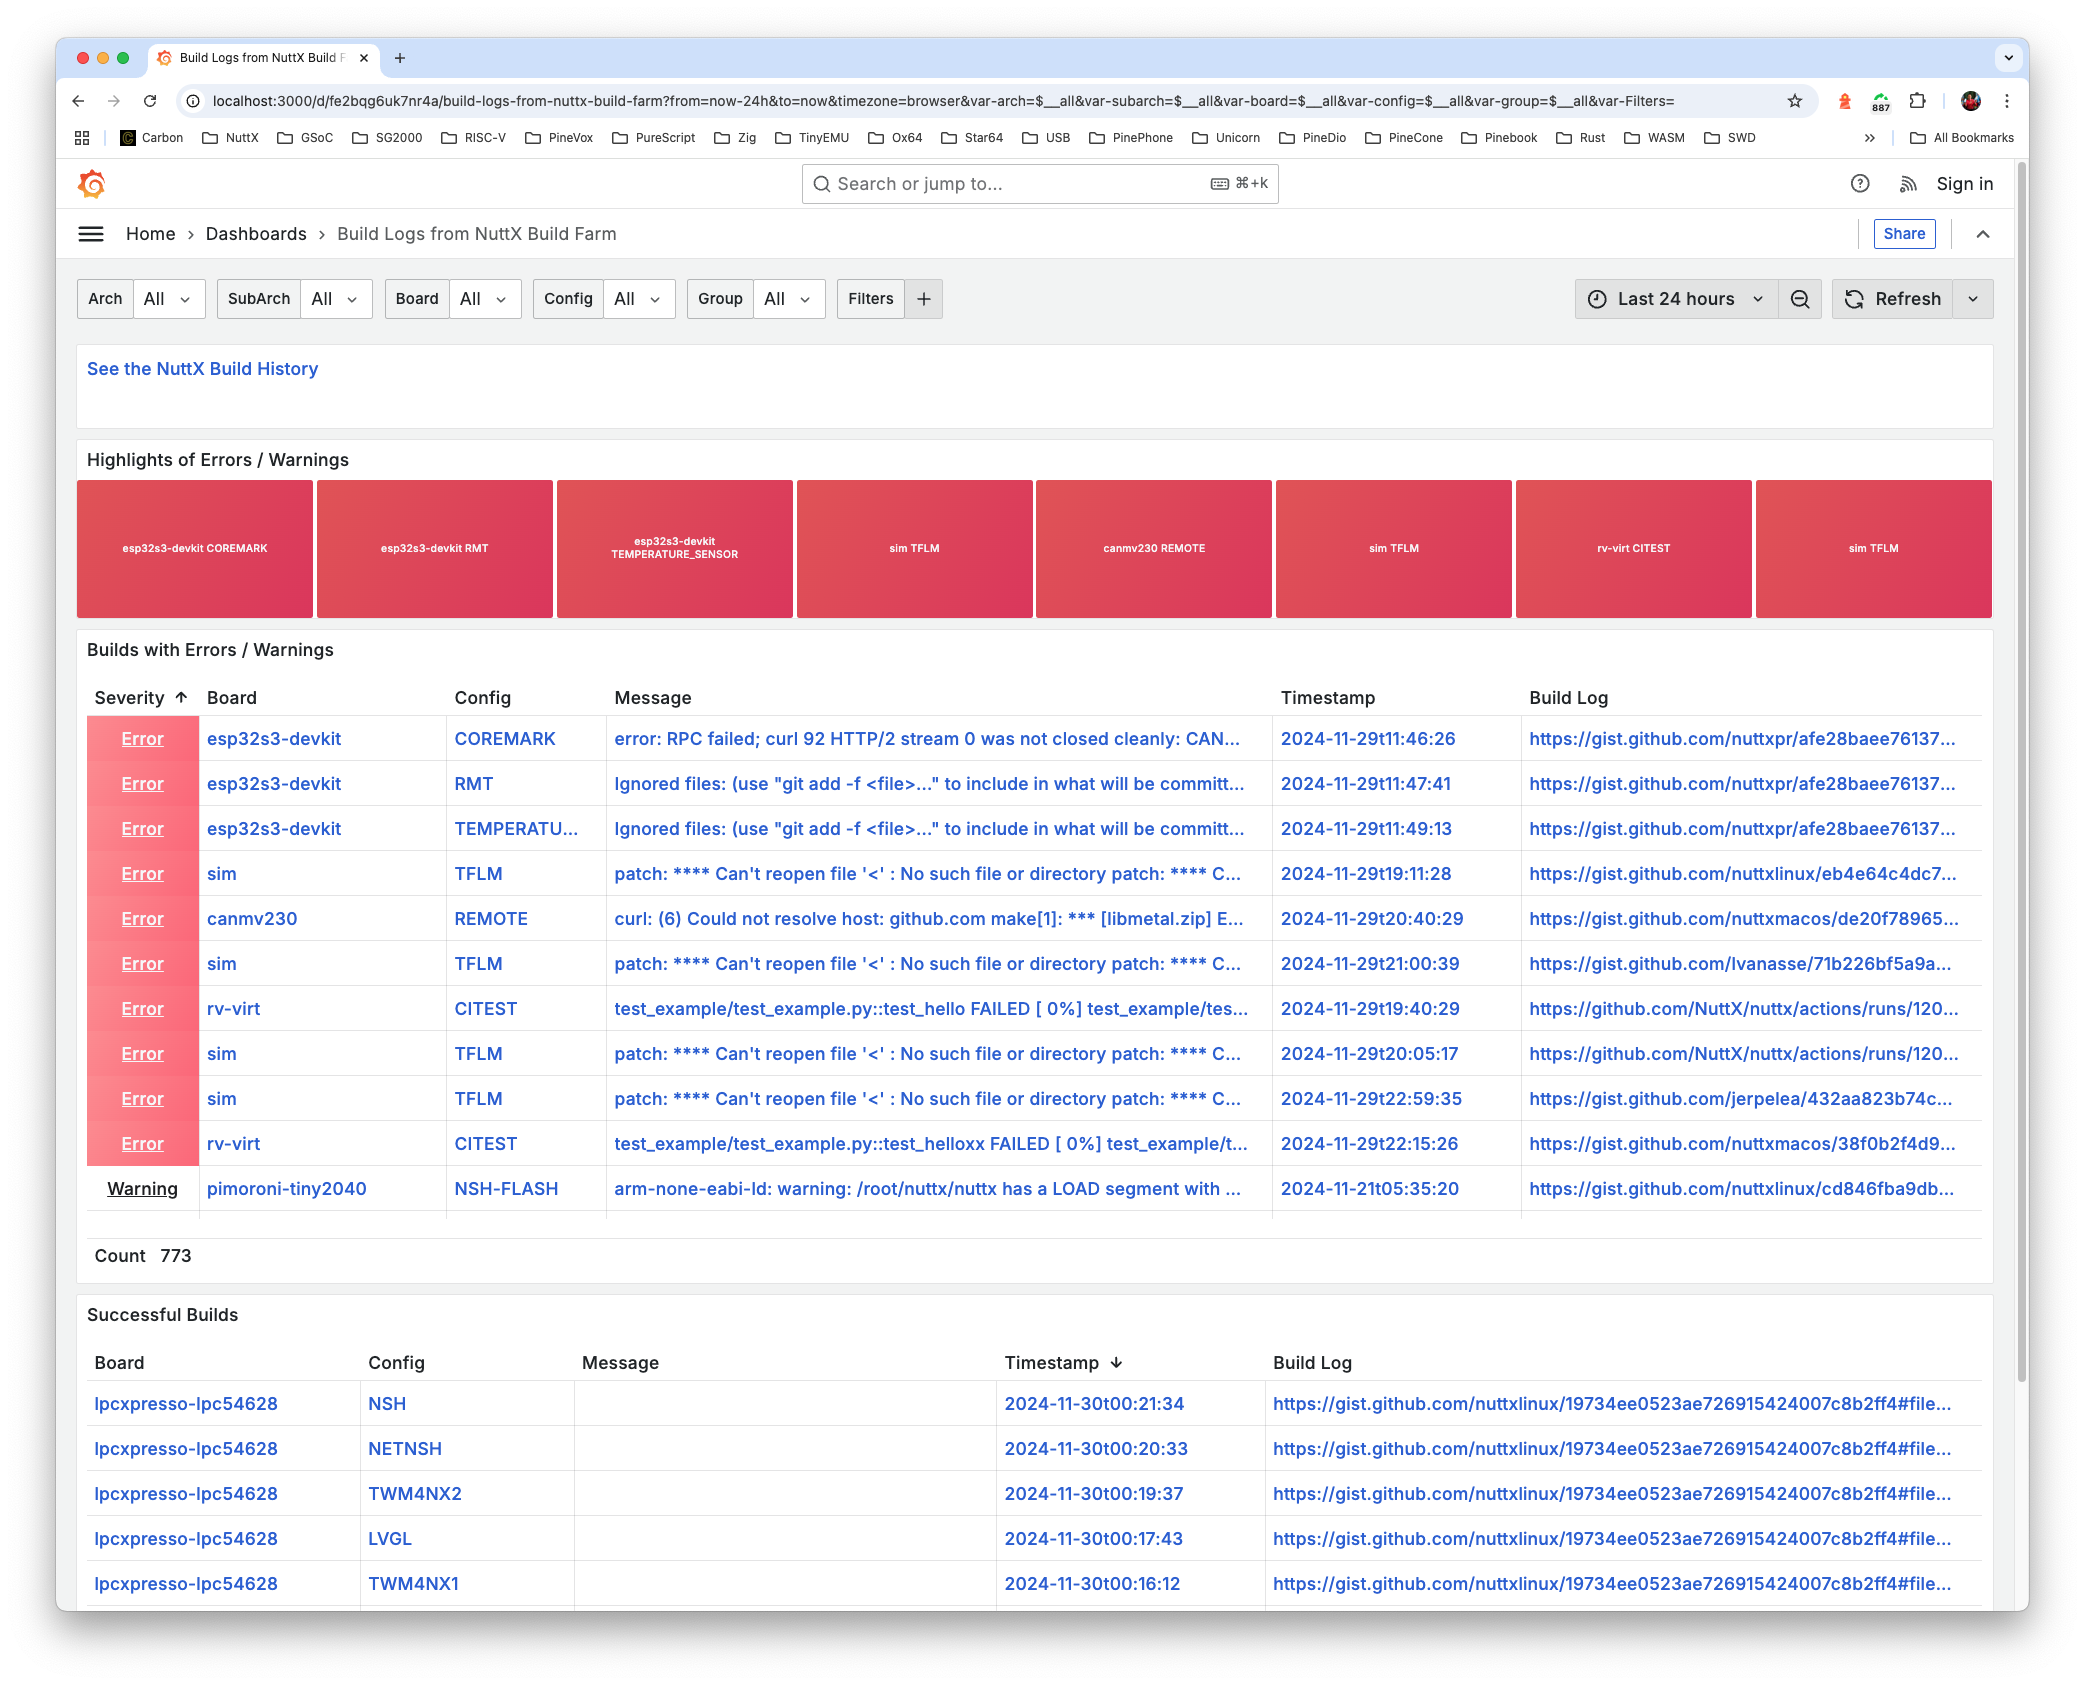 Build Logs from NuttX Build F
localhost:3000/d/fe2bqg6uk7nr4a/build-logs-from-nuttx-build-farm?from=now-24h&to=now&timezone=browser&var-arch=$__all&var-subarch=$__all&var-board=$__all&var-config=$__all&var-group=$__all&var-Filters=
887
Carbon NuttX GSoC SG2000 RISC-V PineVox PureScript Zig TinyEMU Ox64 Star64 USB PinePhone Unicorn PineDio PineCone Pinebook Rust WASM SWD » All Bookmarks
Search or jump to... ⌘+k Sign in
Home › Dashboards › Build Logs from NuttX Build Farm Share
Arch All SubArch All Board All Config All Group All Filters + Last 24 hours Refresh
See the NuttX Build History
Highlights of Errors / Warnings
esp32s3-devkit COREMARK
esp32s3-devkit RMT
esp32s3-devkit
TEMPERATURE_SENSOR
sim TFLM
canmv230 REMOTE
sim TFLM
rv-virt CITEST
sim TFLM
Builds with Errors / Warnings
Severity ↑ Board Config Message Timestamp Build Log
Error esp32s3-devkit COREMARK error: RPC failed; curl 92 HTTP/2 stream 0 was not closed cleanly: CAN... 2024-11-29t11:46:26 https://gist.github.com/nuttxpr/afe28baee76137...
Error esp32s3-devkit RMT Ignored files: (use "git add -f <file>..." to include in what will be committ... 2024-11-29t11:47:41 https://gist.github.com/nuttxpr/afe28baee76137...
Error esp32s3-devkit TEMPERATU... Ignored files: (use "git add -f <file>..." to include in what will be committ... 2024-11-29t11:49:13 https://gist.github.com/nuttxpr/afe28baee76137...
Error sim TFLM patch: **** Can't reopen file '<' : No such file or directory patch: **** C... 2024-11-29t19:11:28 https://gist.github.com/nuttxlinux/eb4e64c4dc7...
Error canmv230 REMOTE curl: (6) Could not resolve host: github.com make[1]: *** [libmetal.zip] E... 2024-11-29t20:40:29 https://gist.github.com/nuttxmacos/de20f78965...
Error sim TFLM patch: **** Can't reopen file '<' : No such file or directory patch: **** C... 2024-11-29t21:00:39 https://gist.github.com/lvanasse/71b226bf5a9a...
Error rv-virt CITEST test_example/test_example.py::test_hello FAILED [ 0%] test_example/tes... 2024-11-29t19:40:29 https://github.com/NuttX/nuttx/actions/runs/120...
Error sim TFLM patch: **** Can't reopen file '<' : No such file or directory patch: **** C... 2024-11-29t20:05:17 https://github.com/NuttX/nuttx/actions/runs/120...
Error sim TFLM patch: **** Can't reopen file '<' : No such file or directory patch: **** C... 2024-11-29t22:59:35 https://gist.github.com/jerpelea/432aa823b74c...
Error rv-virt CITEST test_example/test_example.py::test_helloxx FAILED [ 0%] test_example/t... 2024-11-29t22:15:26 https://gist.github.com/nuttxmacos/38f0b2f4d9...
Warning pimoroni-tiny2040 NSH-FLASH arm-none-eabi-ld: warning: /root/nuttx/nuttx has a LOAD segment with ... 2024-11-21t05:35:20 https://gist.github.com/nuttxlinux/cd846fba9db...
Count 773
Successful Builds
Board Config Message Timestamp ↓ Build Log
lpcxpresso-lpc54628 NSH 2024-11-30t00:21:34 https://gist.github.com/nuttxlinux/19734ee0523ae726915424007c8b2ff4#file...
lpcxpresso-lpc54628 NETNSH 2024-11-30t00:20:33 https://gist.github.com/nuttxlinux/19734ee0523ae726915424007c8b2ff4#file...
lpcxpresso-lpc54628 TWM4NX2 2024-11-30t00:19:37 https://gist.github.com/nuttxlinux/19734ee0523ae726915424007c8b2ff4#file...
lpcxpresso-lpc54628 LVGL 2024-11-30t00:17:43 https://gist.github.com/nuttxlinux/19734ee0523ae726915424007c8b2ff4#file...
lpcxpresso-lpc54628 TWM4NX1 2024-11-30t00:16:12 https://gist.github.com/nuttxlinux/19734ee0523ae726915424007c8b2ff4#file...